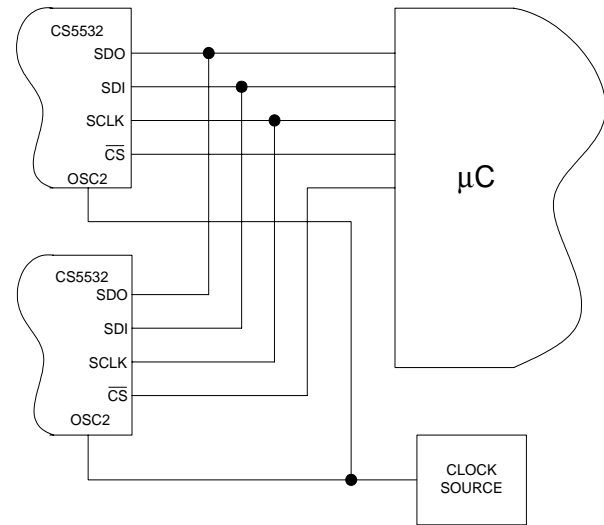 CS5532
SDO
SDI
SCLK
CS
OSC2
μC
CS5532
SDO
SDI
SCLK
CS
OSC2
CLOCK
SOURCE